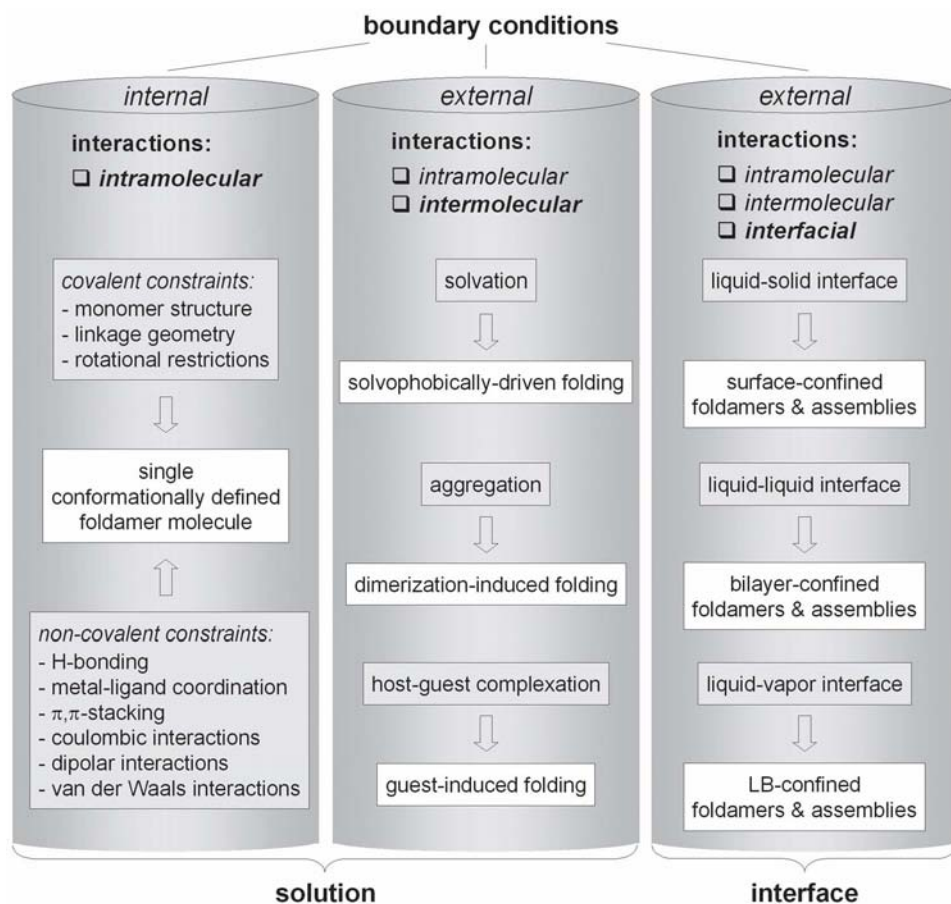 boundary conditions
internal
interactions:
❑ intramolecular
covalent constraints:
- monomer structure
- linkage geometry
- rotational restrictions
single
conformationally defined
foldamer molecule
non-covalent constraints:
- H-bonding
- metal-ligand coordination
- π,π-stacking
- coulombic interactions
- dipolar interactions
- van der Waals interactions
external
interactions:
❑ intramolecular
❑ intermolecular
solvation
solvophobically-driven folding
aggregation
dimerization-induced folding
host-guest complexation
guest-induced folding
external
interactions:
❑ intramolecular
❑ intermolecular
❑ interfacial
liquid-solid interface
surface-confined
foldamers & assemblies
liquid-liquid interface
bilayer-confined
foldamers & assemblies
liquid-vapor interface
LB-confined
foldamers & assemblies
solution
interface